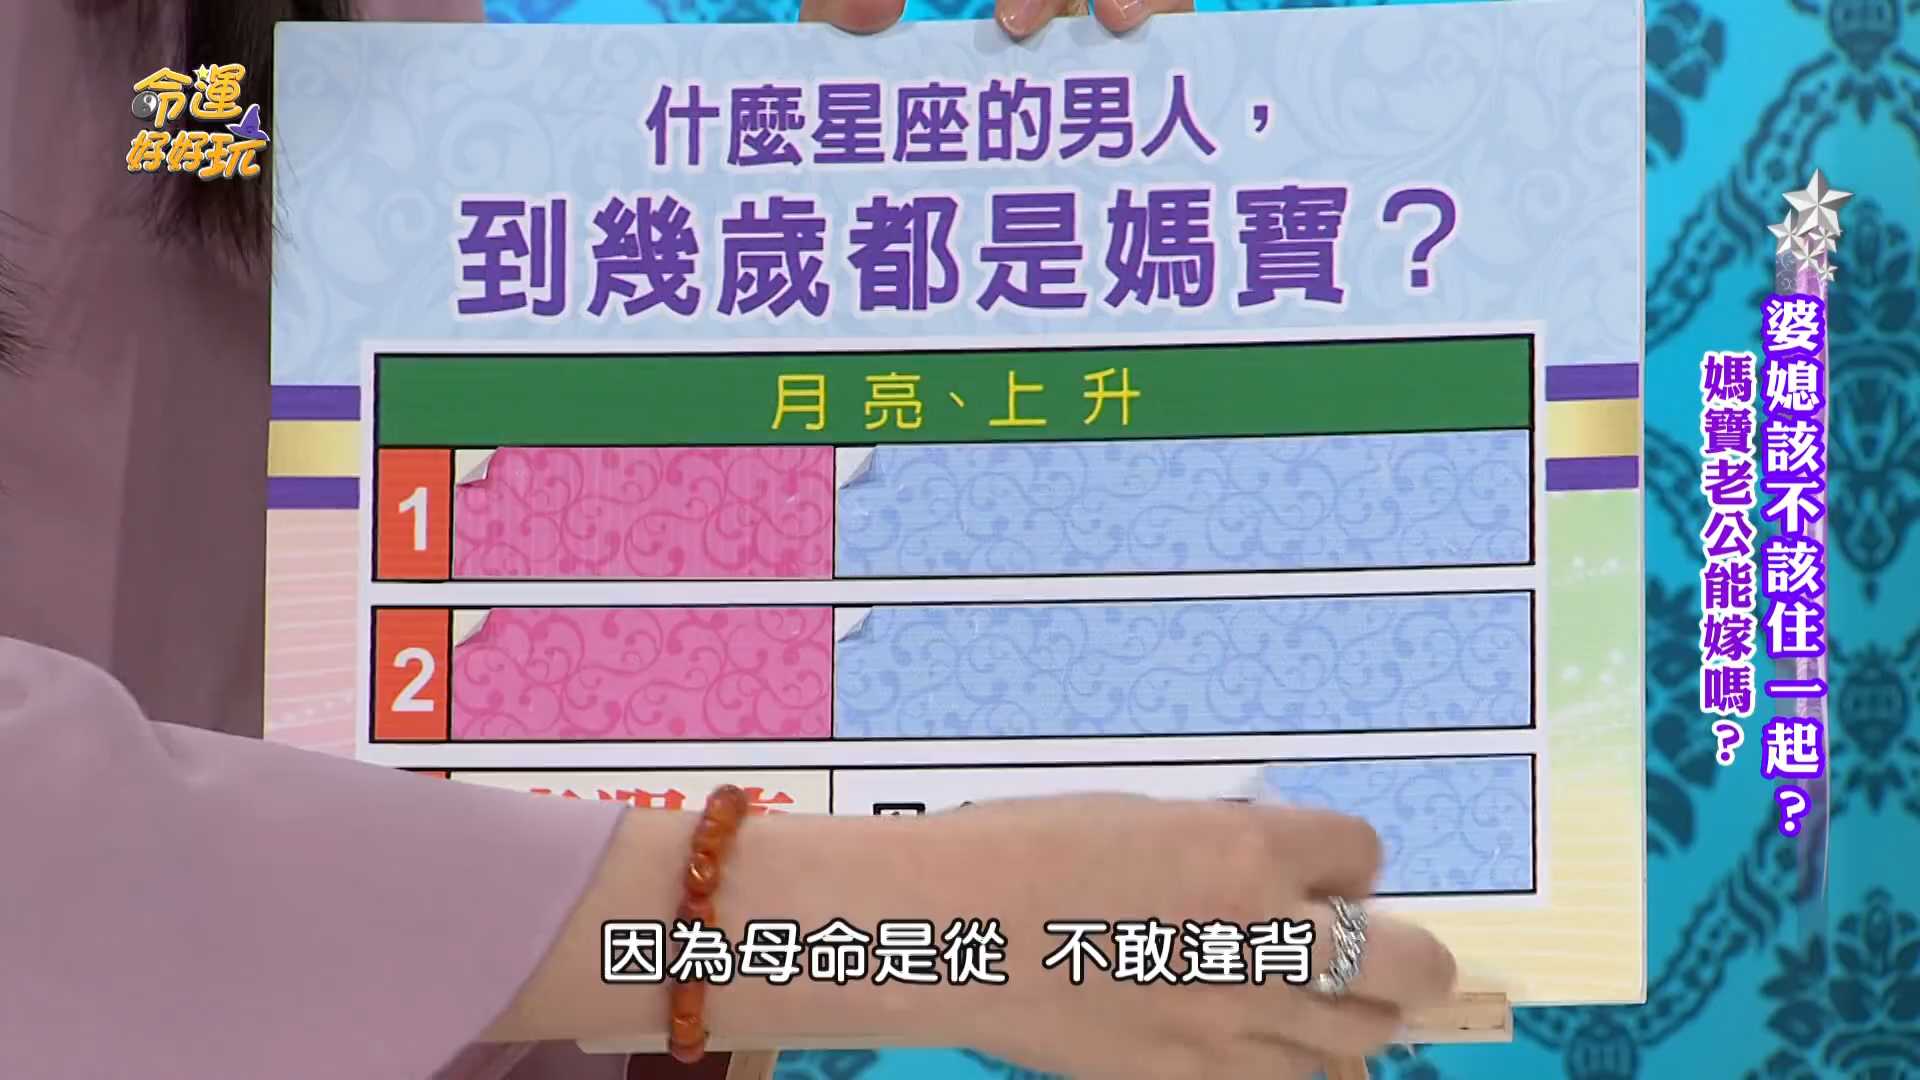 命運
好好玩
什麼星座的男人，
到幾歲都是媽寶？
月亮、上升
1
2
婆媳該不該住一起？
媽寶老公能嫁嗎？
因為母命是從 不敢違背